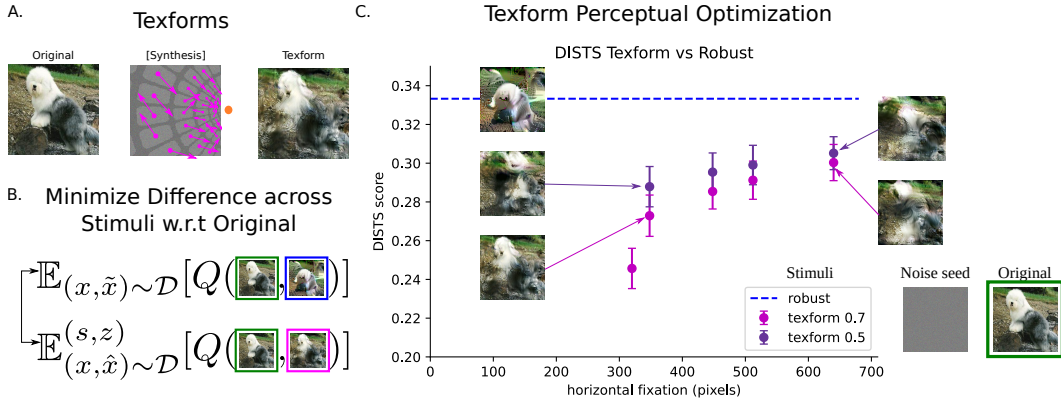 A.
Texforms
Original
[Synthesis]
Texform
B.
Minimize Difference across
Stimuli w.r.t Original
𝔼(x,x̃)∼𝒟[Q( , )]
𝔼(s,z)(x,x̂)∼𝒟[Q( , )]
C.
Texform Perceptual Optimization
DISTS Texform vs Robust
DISTS score
0.34
0.32
0.30
0.28
0.26
0.24
0.22
0.20
0
100
200
300
400
500
600
700
horizontal fixation (pixels)
Stimuli
robust
texform 0.7
texform 0.5
Noise seed
Original